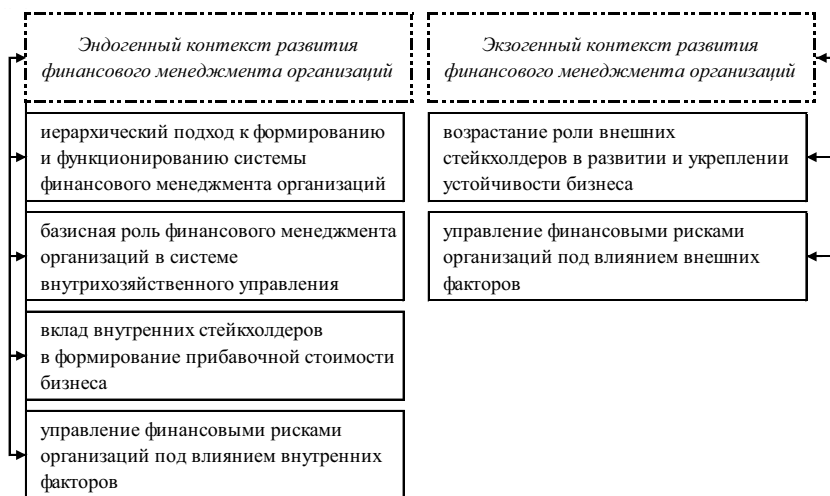 Эндогенный контекст развития
финансового менеджмента организаций
иерархический подход к формированию
и функционированию системы
финансового менеджмента организаций
базисная роль финансового менеджмента
организаций в системе
внутрихозяйственного управления
вклад внутренних стейкхолдеров
в формирование прибавочной стоимости
бизнеса
управление финансовыми рисками
организаций под влиянием внутренних
факторов
Экзогенный контекст развития
финансового менеджмента организаций
возрастание роли внешних
стейкхолдеров в развитии и укреплении
устойчивости бизнеса
управление финансовыми рисками
организаций под влиянием внешних
факторов